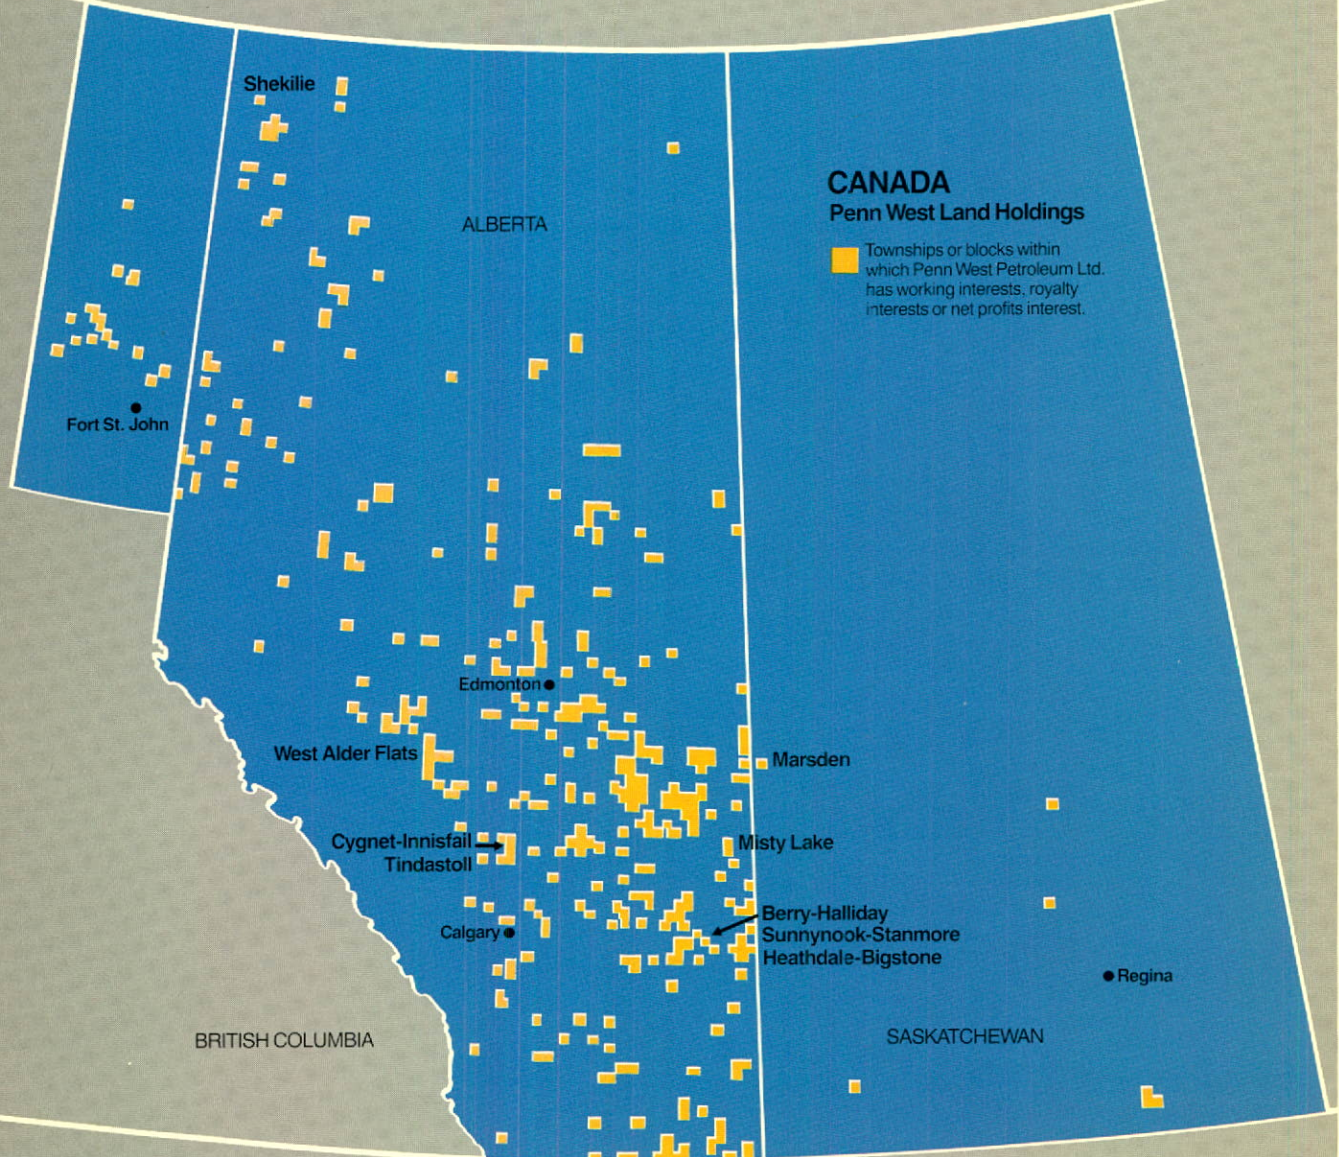 Shekilie
ALBERTA
CANADA
Penn West Land Holdings
Townships or blocks within
which Penn West Petroleum Ltd.
has working interests, royalty
interests or net profits interest.
Fort St. John
Edmonton
West Alder Flats
Marsden
Cygnet-Innisfail
Tindastoll
Misty Lake
Calgary
Berry-Halliday
Sunnynook-Stanmore
Heathdale-Bigstone
Regina
BRITISH COLUMBIA
SASKATCHEWAN